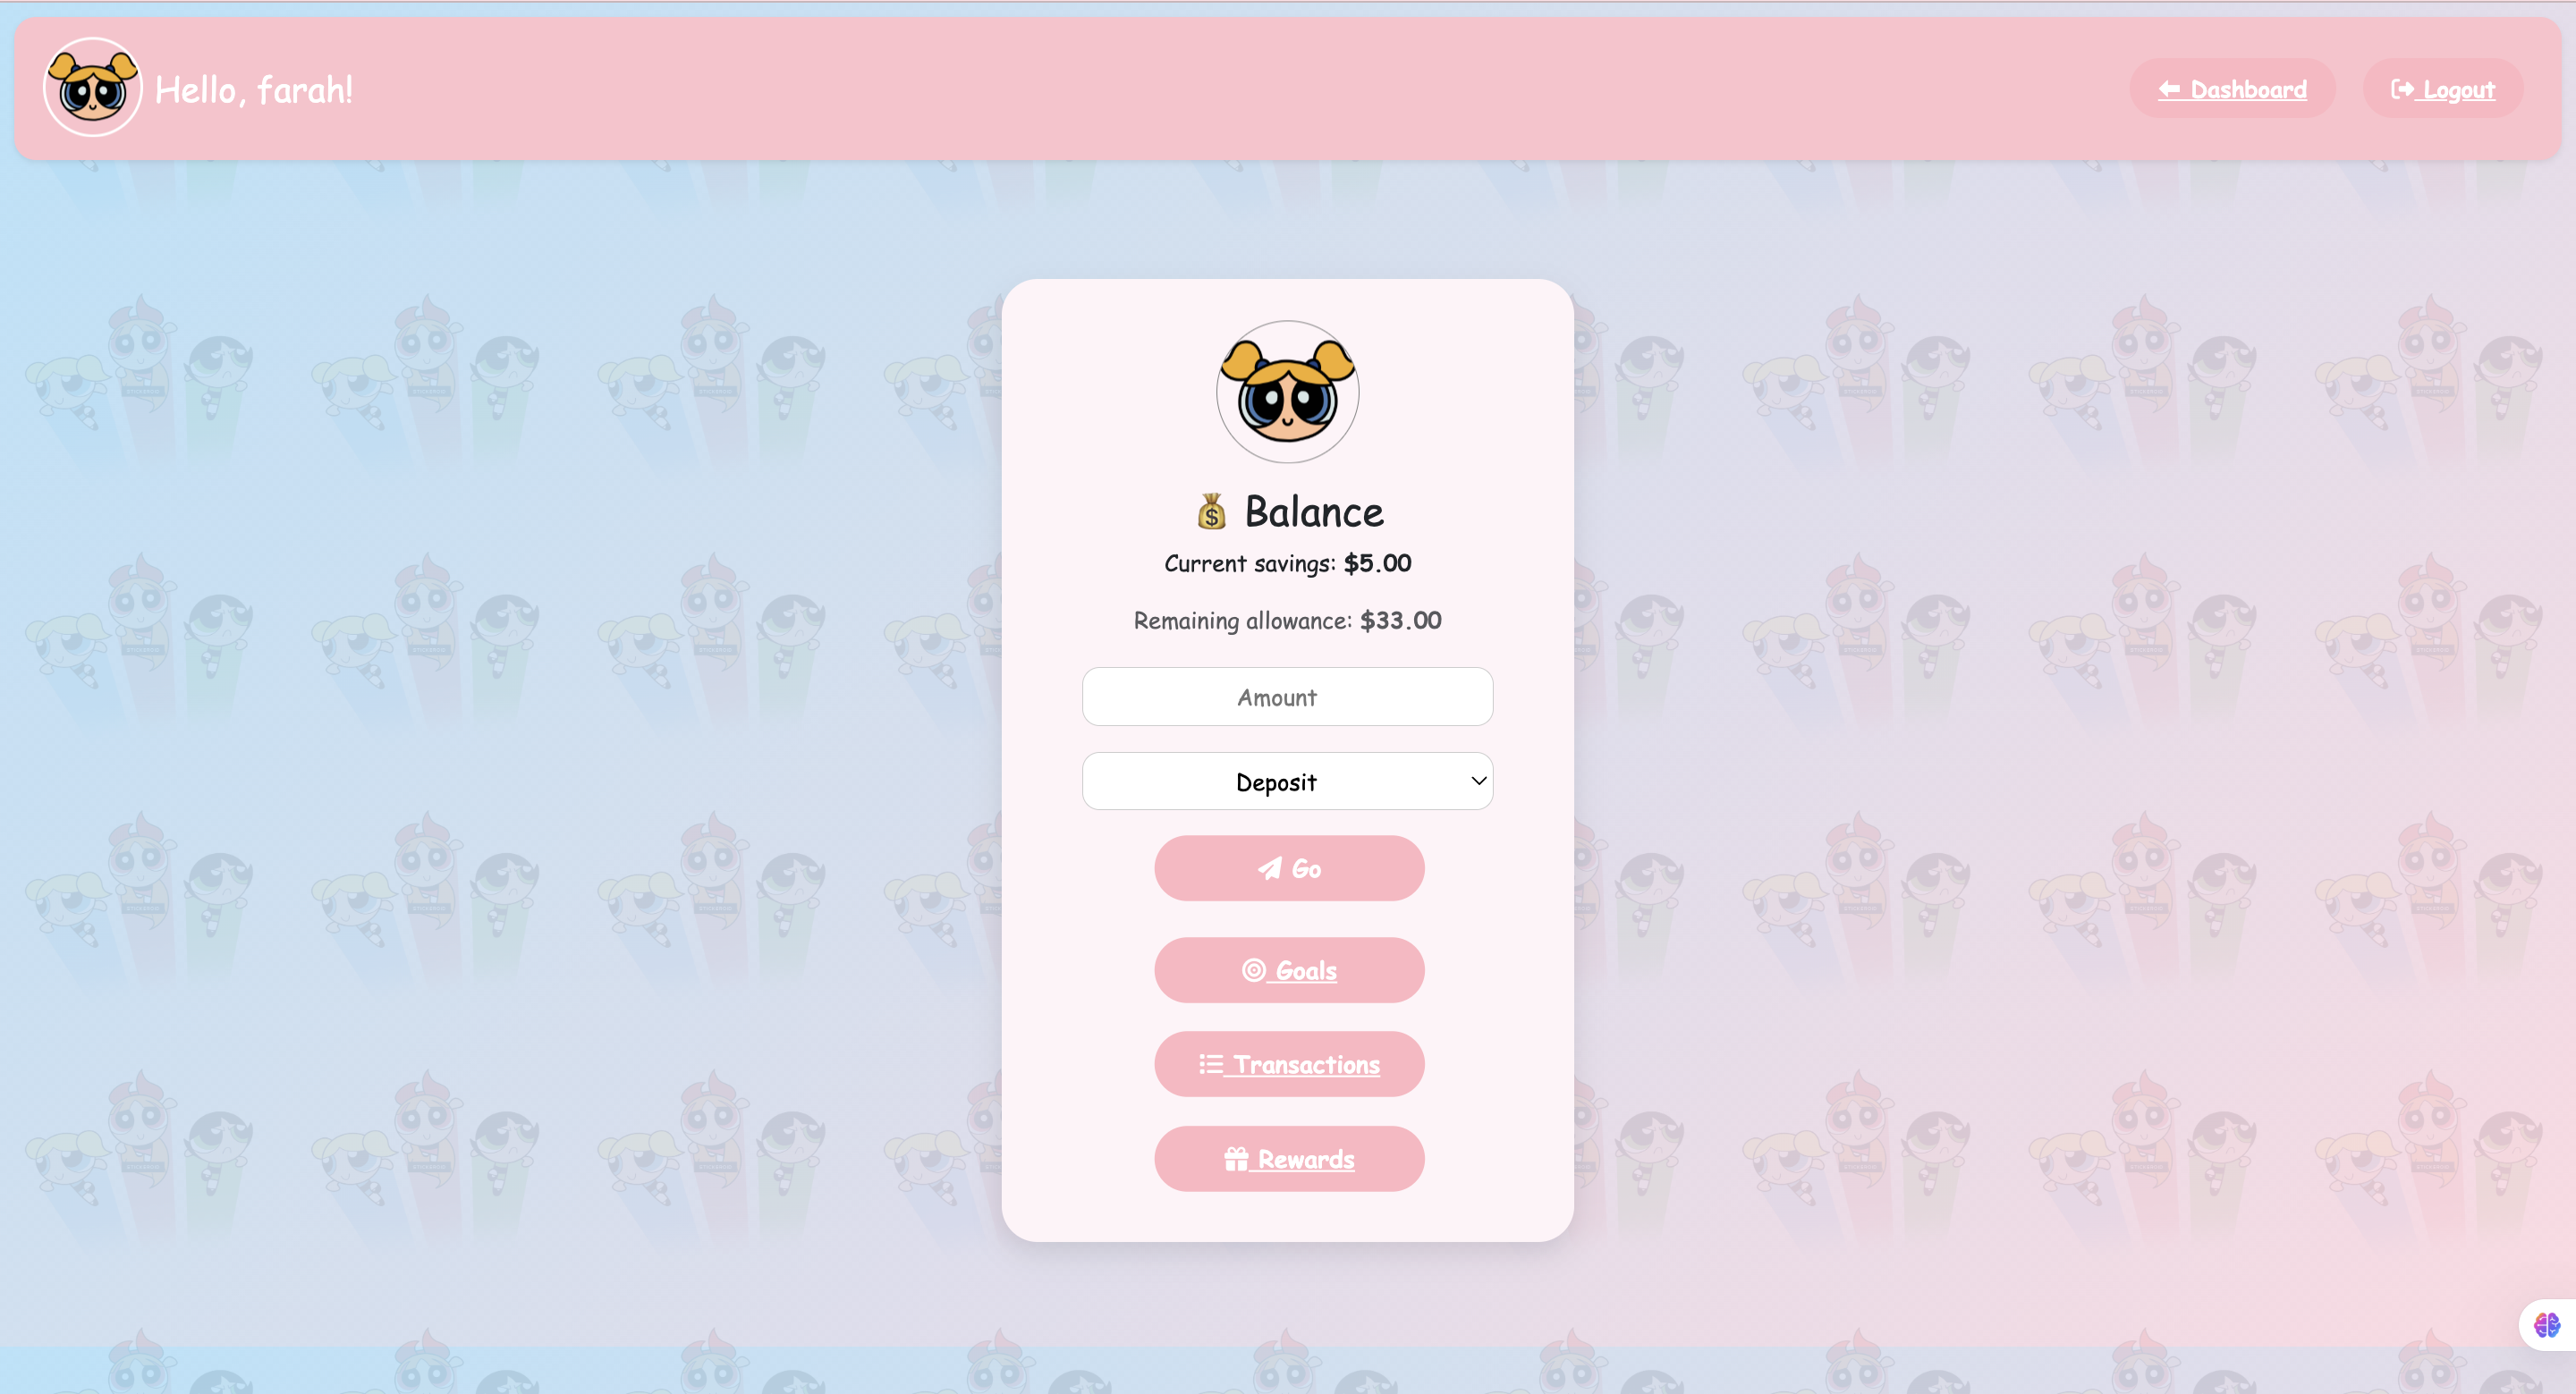 Hello, farah!
Dashboard
Logout
Balance
Current savings: $5.00
Remaining allowance: $33.00
Amount
Deposit
Go
Goals
Transactions
Rewards